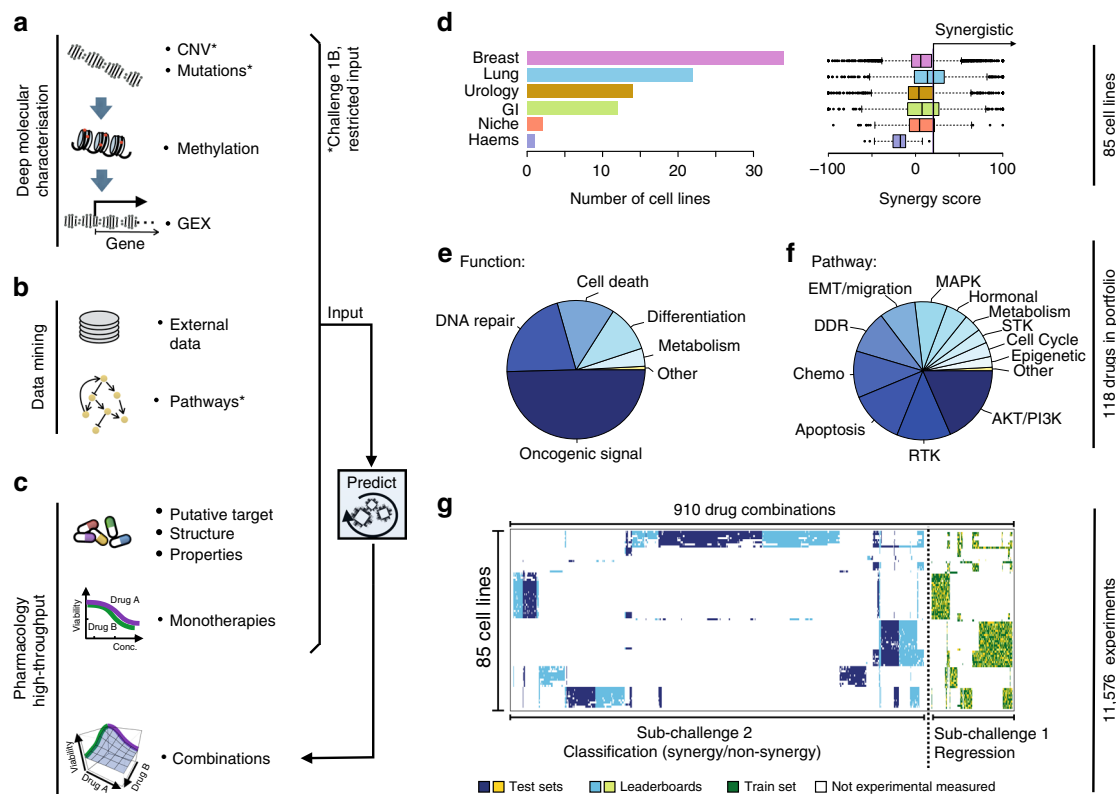 a
Deep molecular
characterisation
• CNV*
• Mutations*
• Methylation
• GEX
Gene
*Challenge 1B,
restricted input
b
Data mining
• External
data
• Pathways*
Input
Predict
c
Pharmacology
high-throughput
• Putative target
• Structure
• Properties
Viability
Drug A
Drug B
Conc.
• Monotherapies
Viability
Drug A
Drug B
• Combinations
d
Breast
Lung
Urology
GI
Niche
Haems
0 10 20 30
Number of cell lines
Synergistic
−100 0 100
Synergy score
85 cell lines
e
Function:
Cell death
DNA repair
Differentiation
Metabolism
Other
Oncogenic signal
f
Pathway:
MAPK
EMT/migration
Hormonal
Metabolism
DDR
STK
Cell Cycle
Epigenetic
Chemo
Other
AKT/PI3K
Apoptosis
RTK
118 drugs in portfolio
g
910 drug combinations
85 cell lines
Sub-challenge 2
Classification (synergy/non-synergy)
Sub-challenge 1
Regression
Test sets
Leaderboards
Train set
Not experimental measured
11.576 experiments